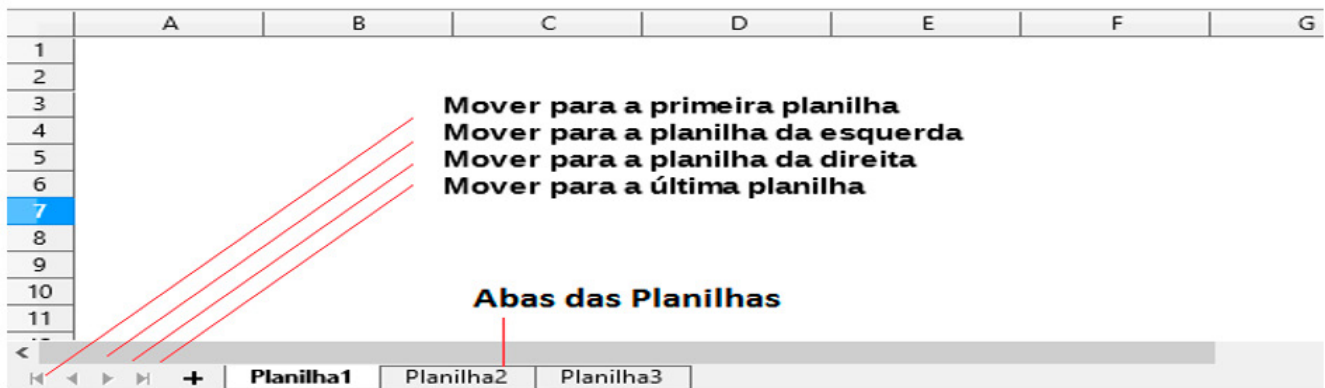 A B C D E F G
1
2
3 Mover para a primeira planilha
4 Mover para a planilha da esquerda
5 Mover para a planilha da direita
6 Mover para a última planilha
7
8
9
10 Abas das Planilhas
11
Planilha1 Planilha2 Planilha3